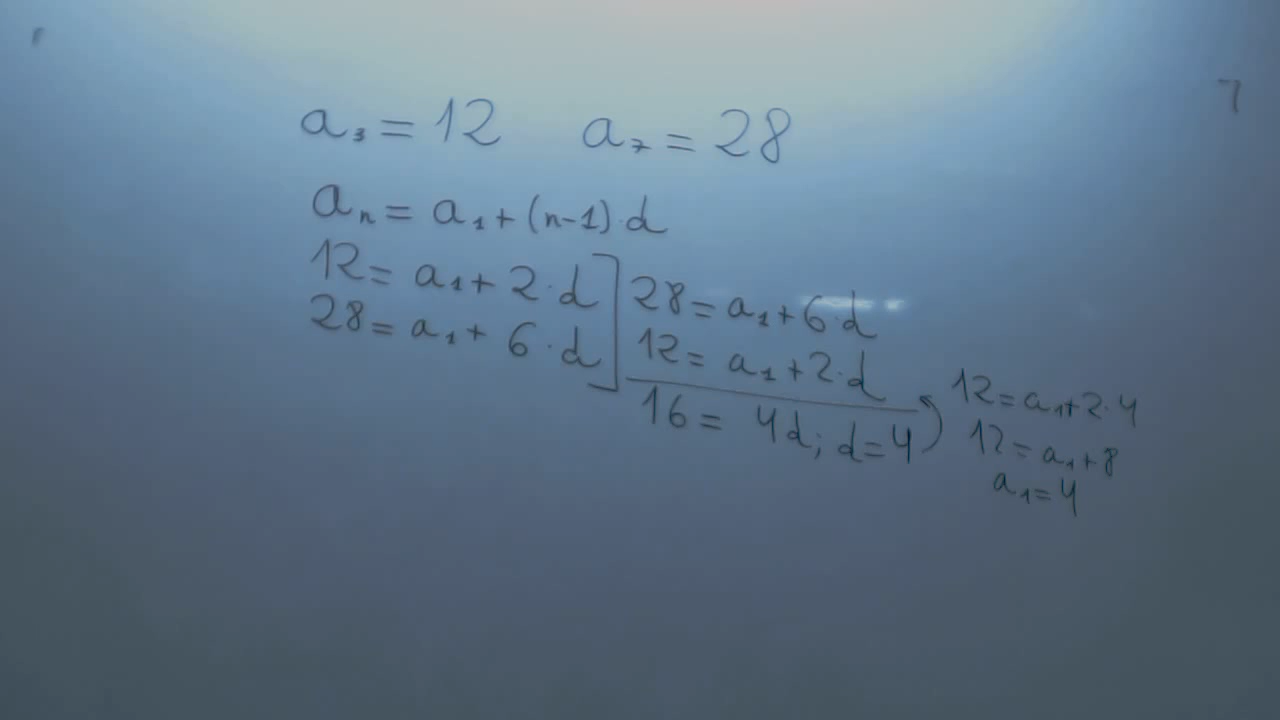 a₃ = 12 a₇ = 28
aₙ = a₁ + (n-1)·d
12 = a₁ + 2·d
28 = a₁ + 6·d
28 = a₁ + 6·d
12 = a₁ + 2·d
16 = 4d; d=4
12 = a₁ + 2·4
12 = a₁ + 8
a₁ = 4